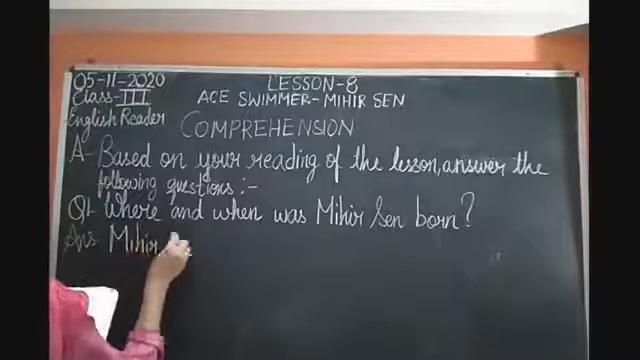 05-11-2020
LESSON-8
Class-III
ACE SWIMMER-MIHIR SEN
English Reader
COMPREHENSION
A- Based on your reading of the lesson, answer the
following questions :-
Q1- Where and when was Mihir Sen born?
Ans- Mihir